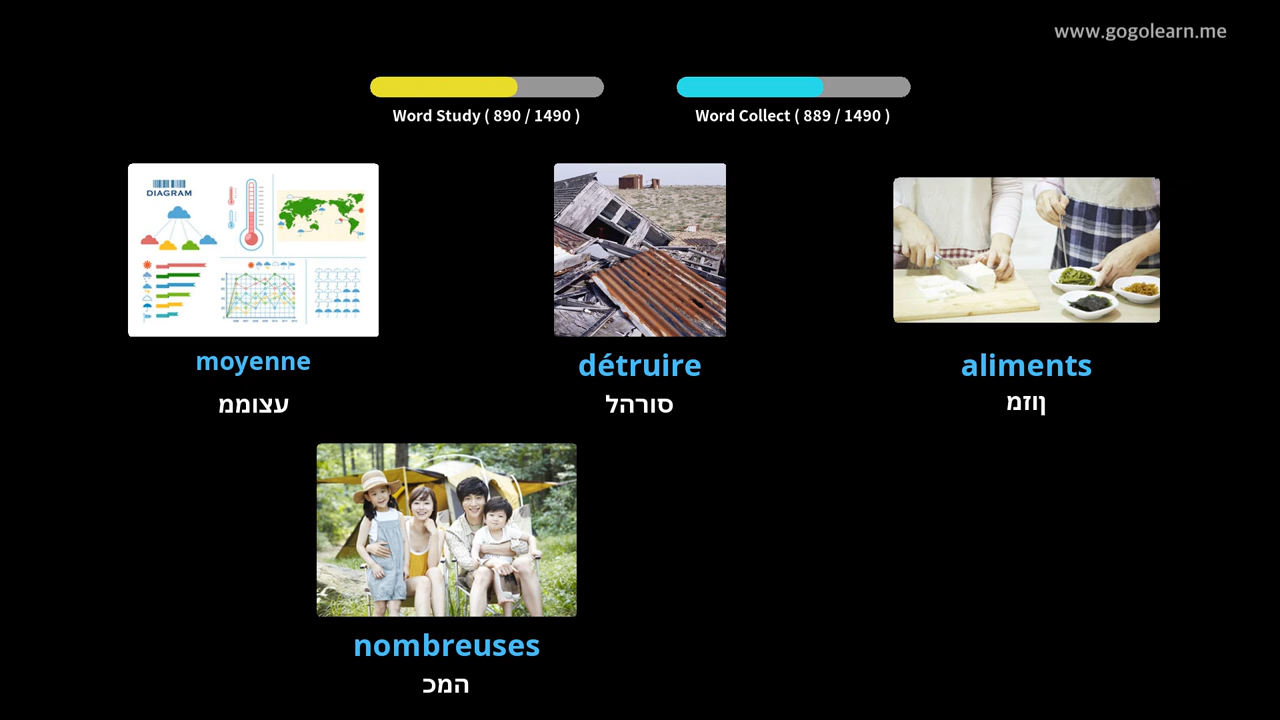 www.gogolearn.me
Word Study ( 890 / 1490 )
Word Collect ( 889 / 1490 )
DIAGRAM
moyenne
détruire
aliments
עצוממ
סורהל
ןוזמ
nombreuses
המכ